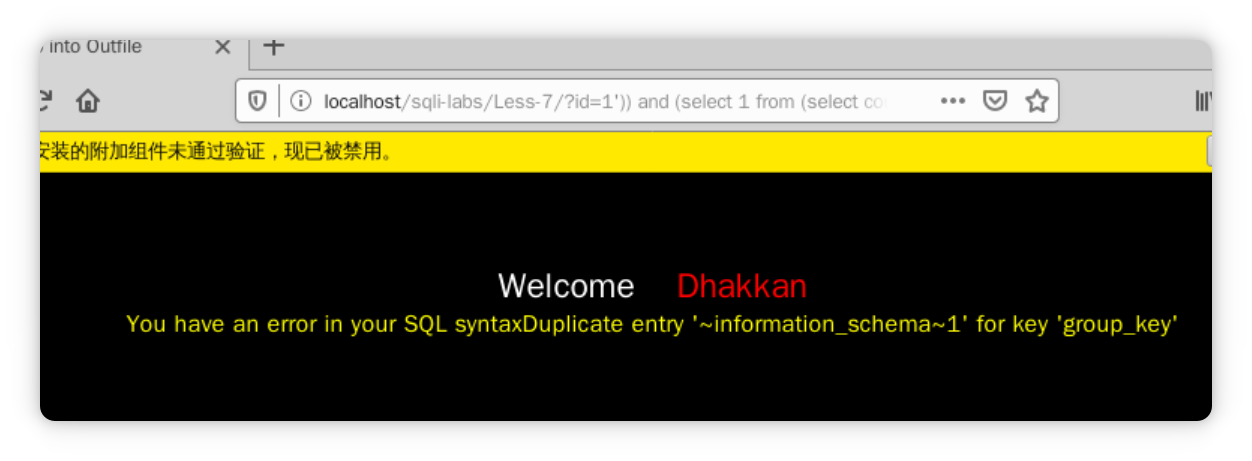 into Outfile
localhost/sqli-labs/Less-7/?id=1')) and (select 1 from (select cou
安装的附加组件未通过验证，现已被禁用。
Welcome Dhakkan
You have an error in your SQL syntaxDuplicate entry '~information_schema~1' for key 'group_key'